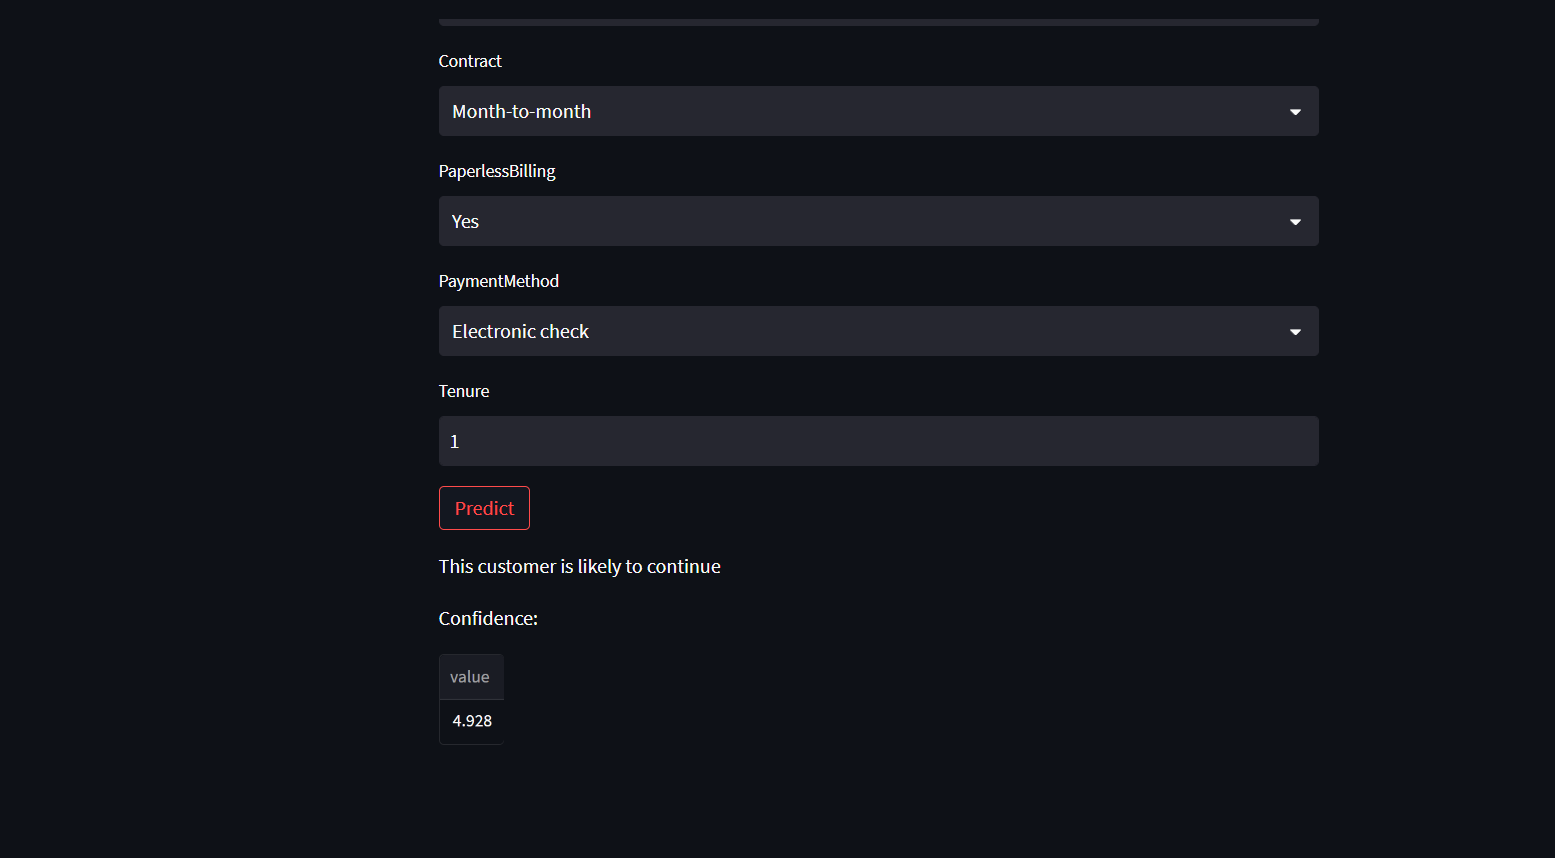 Contract
Month-to-month
PaperlessBilling
Yes
PaymentMethod
Electronic check
Tenure
1
Predict
This customer is likely to continue
Confidence:
value
4.928